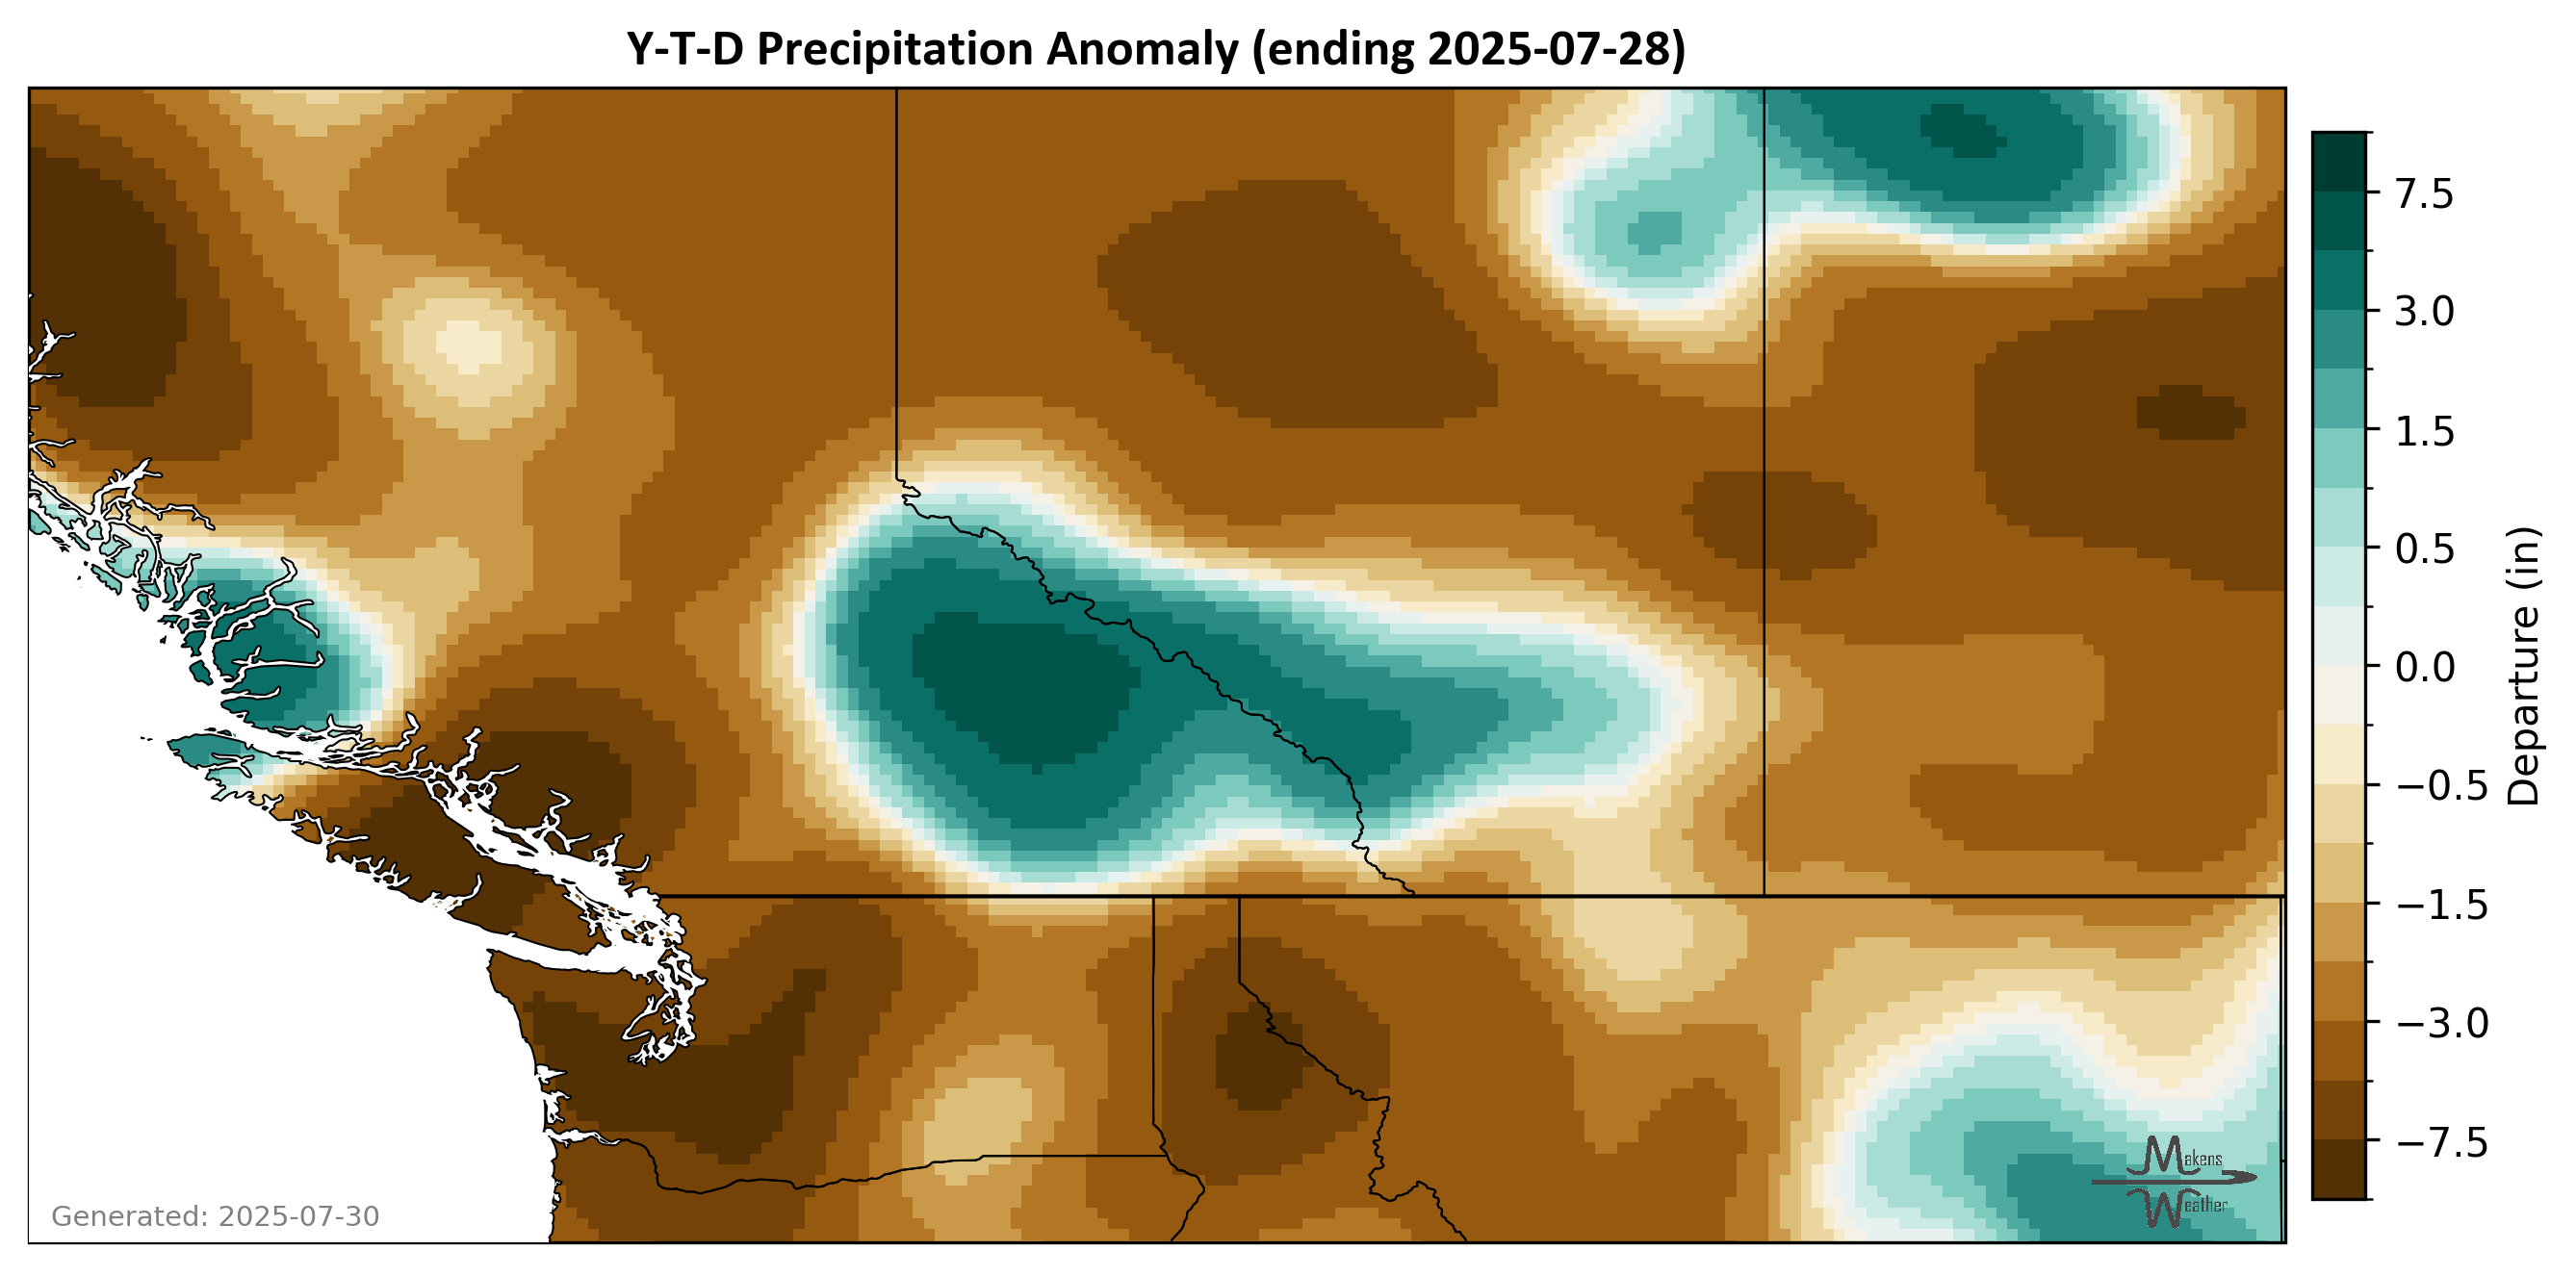 Y-T-D Precipitation Anomaly (ending 2025-07-28)
7.5
3.0
1.5
0.5
0.0
−0.5
−1.5
−3.0
−7.5
Departure (in)
Makens
Weather
Generated: 2025-07-30